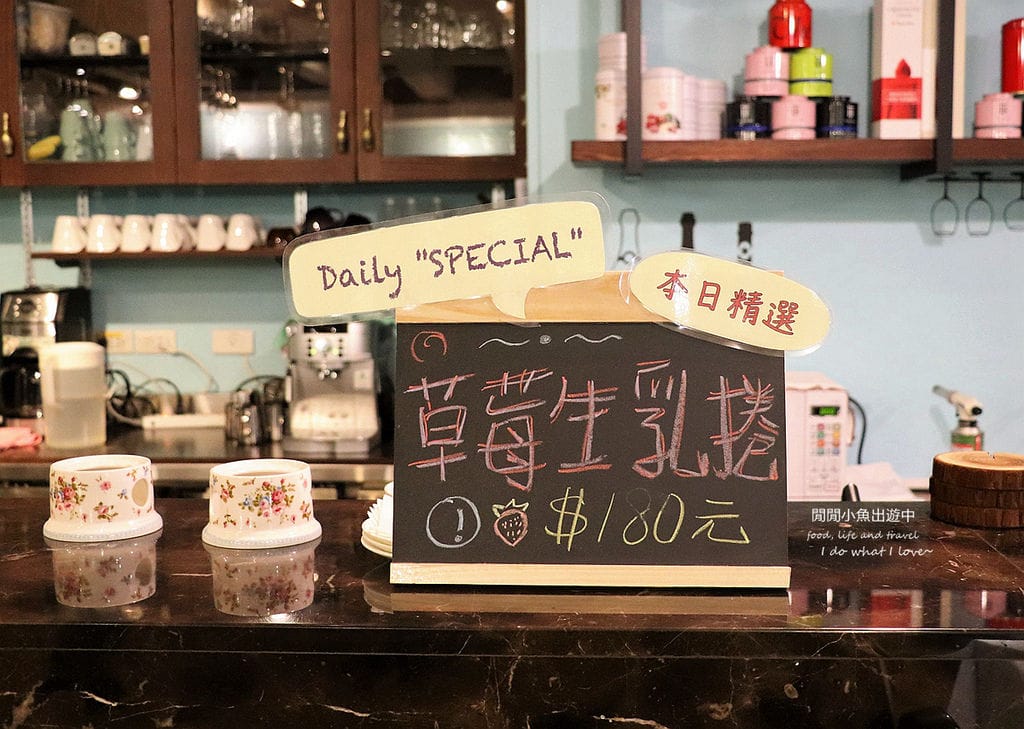 Daily "SPECIAL"
本日精選
草莓生乳捲
$180元
閒閒小魚出遊中
food, life and travel
I do what I love~